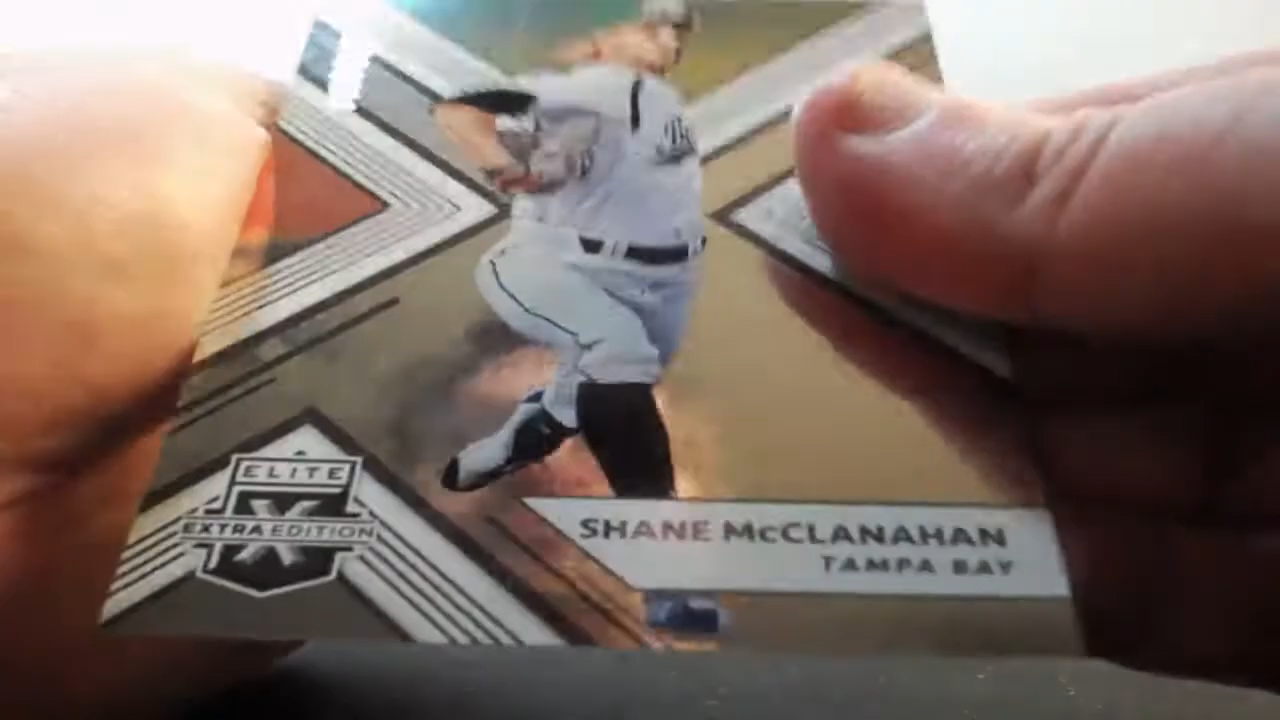 ELITE
X
EXTRA EDITION
SHANE McCLANAHAN
TAMPA BAY